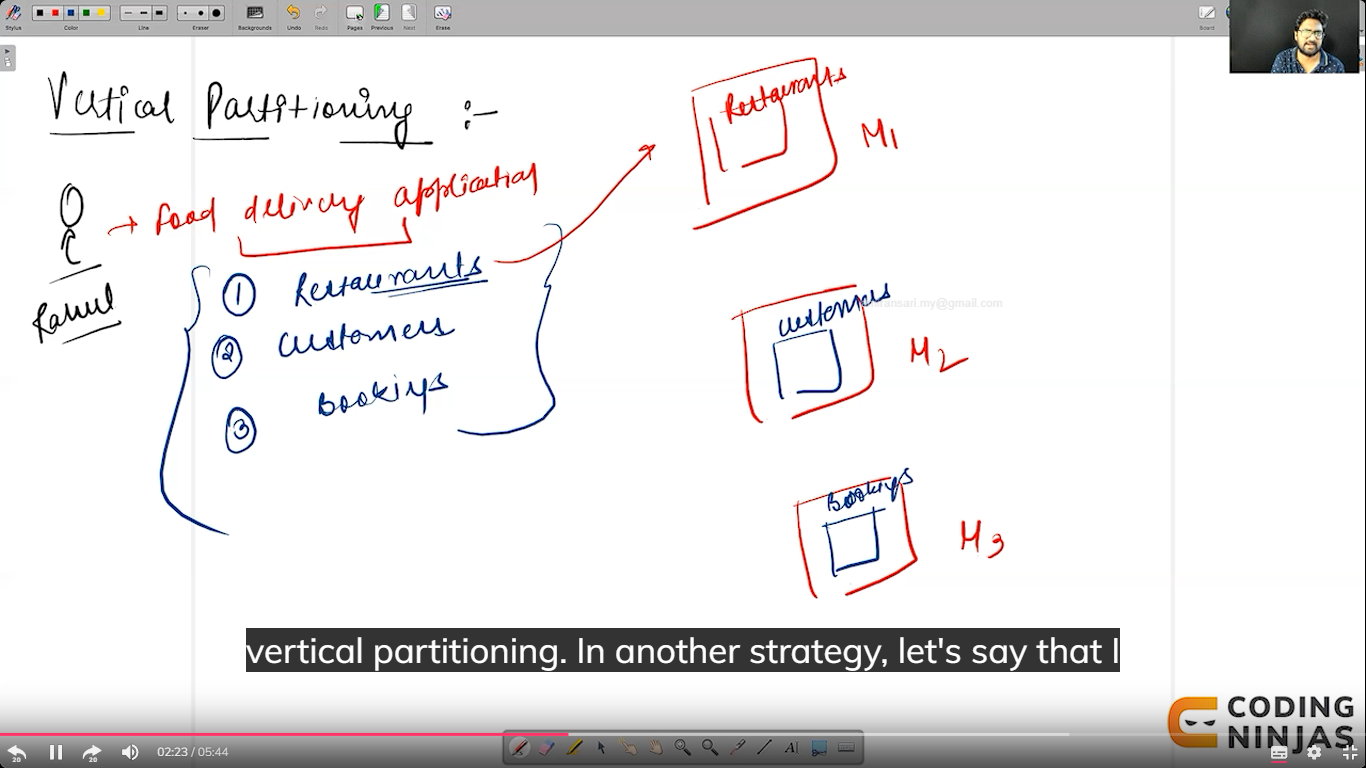 Stylus
Color
Line
Eraser
Backgrounds
Undo
Redo
Pages
Previous
Next
Erase
Board
Vertical Partitioning :-
Restaurants
M1
→ Food delivery application
Rahul
1 Restaurants
2 Customers
3 Bookings
customers
ansari.my@gmail.com
M2
Bookings
M3
vertical partitioning. In another strategy, let's say that I
CODING
NINJAS
20
20
02:23 / 05:44